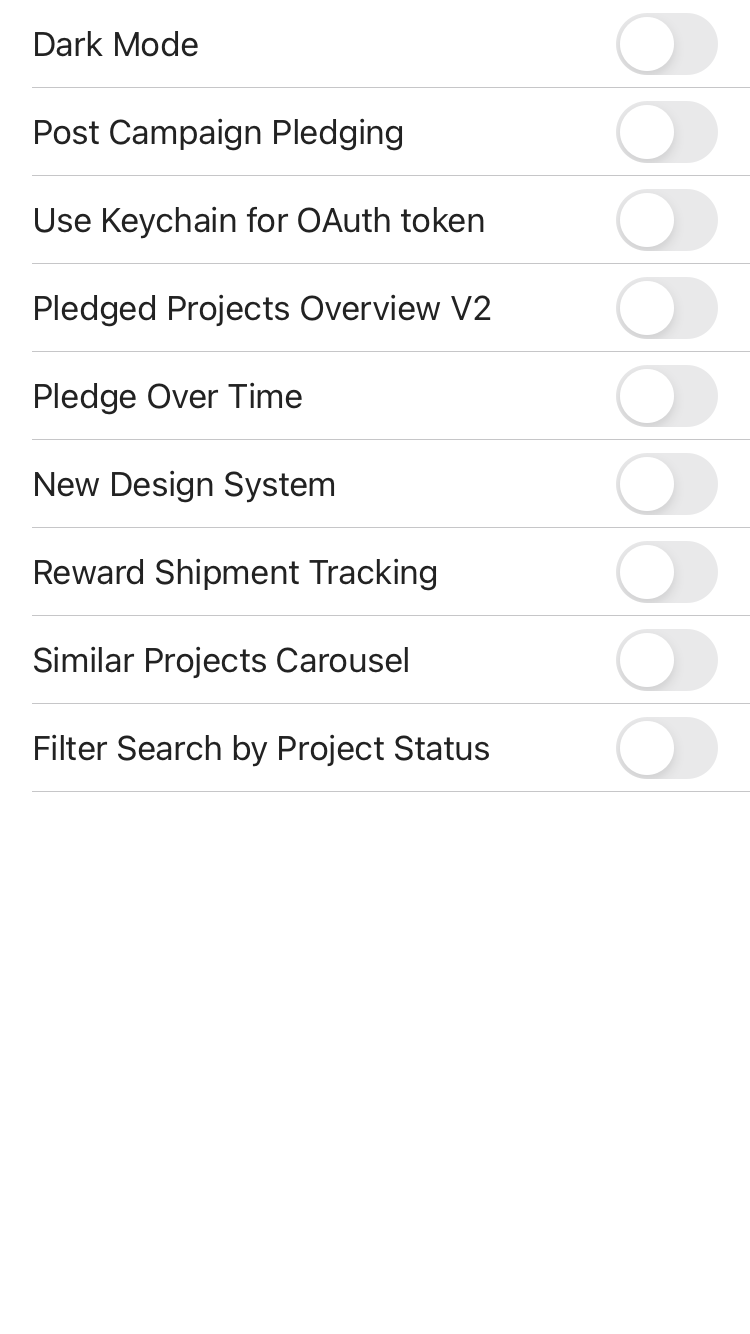 Dark Mode
Post Campaign Pledging
Use Keychain for OAuth token
Pledged Projects Overview V2
Pledge Over Time
New Design System
Reward Shipment Tracking
Similar Projects Carousel
Filter Search by Project Status